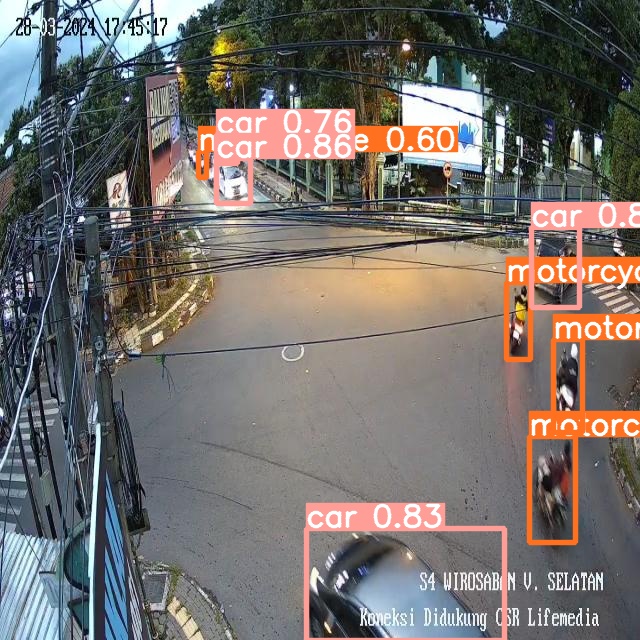 28-03-2024 17:45:17
car 0.76
car 0.86
e 0.60
car 0.8
motorcyc
motor
motorc
car 0.83
S4 WIROSABAN V. SELATAN
Koneksi Didukung CSR Lifemedia